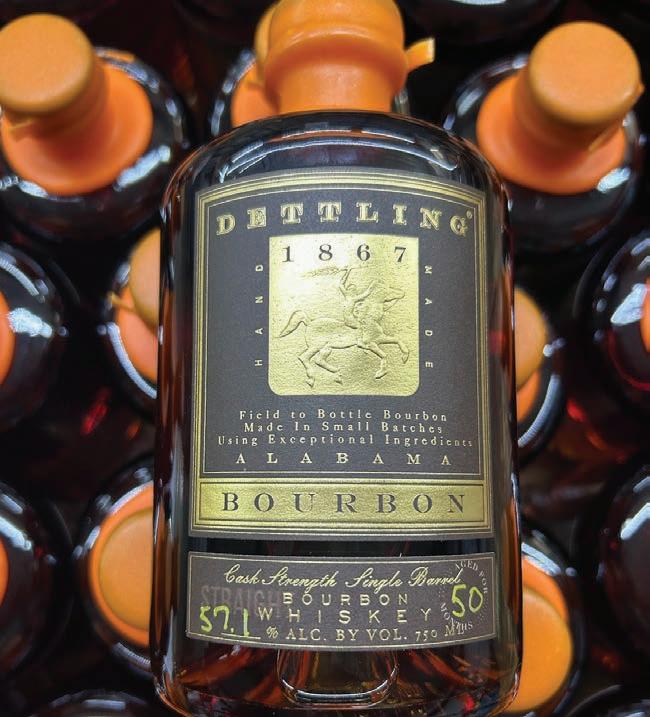 DETTLING®
1867
HAND MADE
Field to Bottle Bourbon
Made In Small Batches
Using Exceptional Ingredients
ALABAMA
BOURBON
Cask Strength Single Barrel
STRAIGHT
BOURBON
WHISKEY
57.1 % ALC. BY VOL. 750 ML
AGED FOR
50
MONTHS